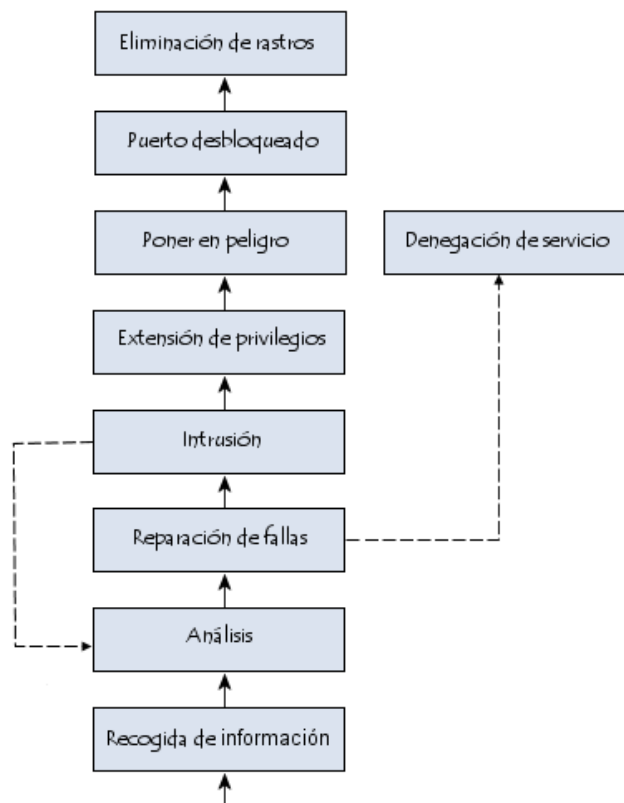 Eliminación de rastros
Puerto desbloqueado
Poner en peligro
Denegación de servicio
Extensión de privilegios
Intrusión
Reparación de fallas
Análisis
Recogida de información